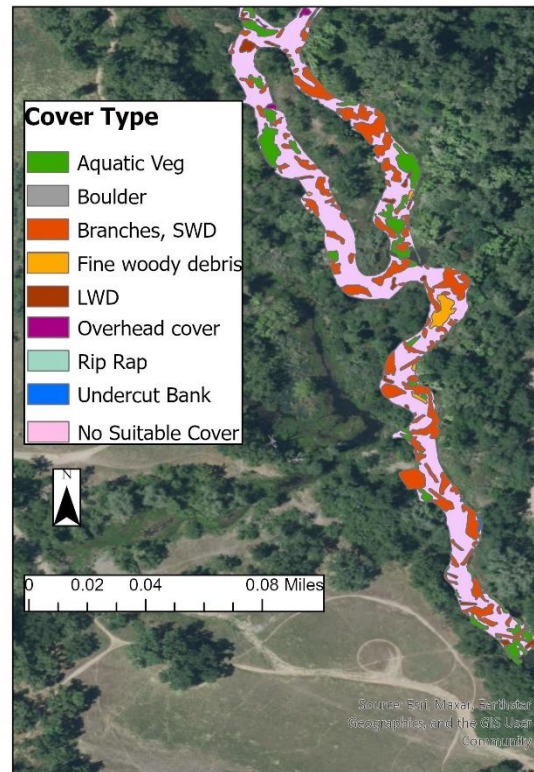 Cover Type
Aquatic Veg
Boulder
Branches, SWD
Fine woody debris
LWD
Overhead cover
Rip Rap
Undercut Bank
No Suitable Cover
N
0 0.02 0.04 0.08 Miles
Source: Esri, Maxar, Earthstar
Geographics, and the GIS User
Community